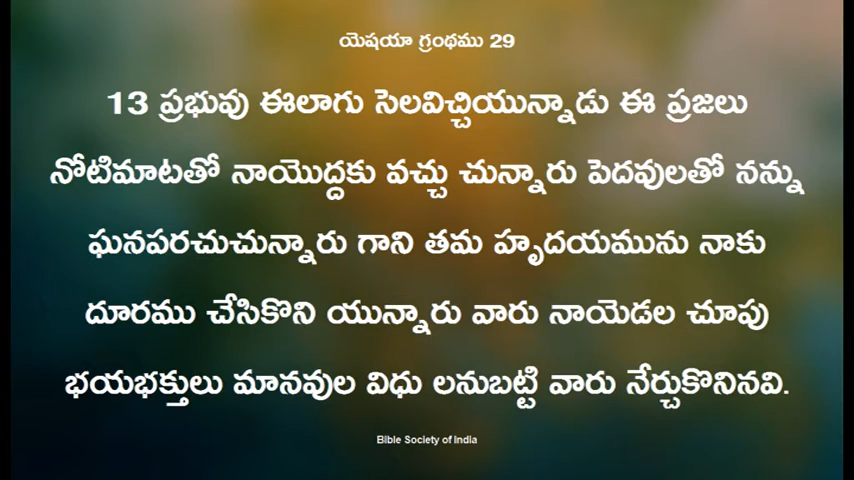 యెషయా గ్రంథము 29
13 ప్రభువు ఈలాగు సెలవిచ్చియున్నాడు ఈ ప్రజలు
నోటిమాటతో నాయొద్దకు వచ్చు చున్నారు పెదవులతో నన్ను
ఘనపరచుచున్నారు గాని తమ హృదయమును నాకు
దూరము చేసికొని యున్నారు వారు నాయెడల చూపు
భయభక్తులు మానవుల విధు లనుబట్టి వారు నేర్చుకొనినవి.
Bible Society of India